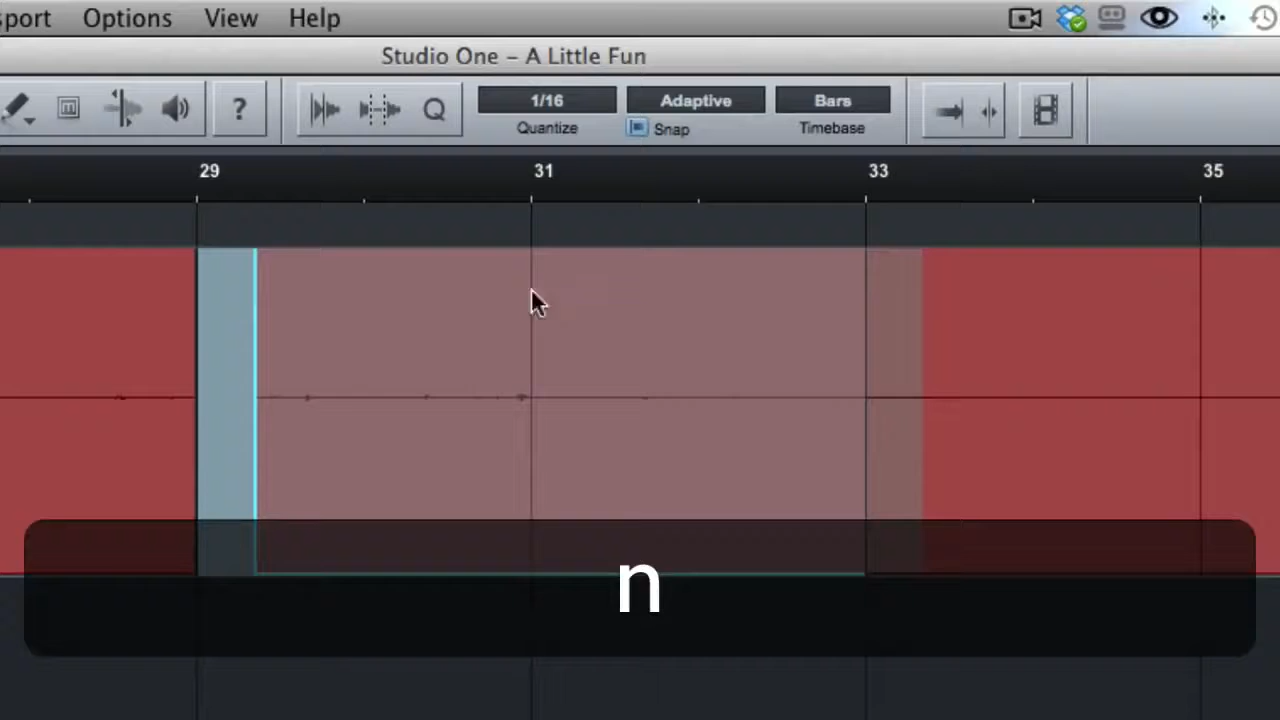 sport Options View Help
Studio One – A Little Fun
? Q 1/16 Adaptive Bars
Quantize Snap Timebase
29 31 33 35
n